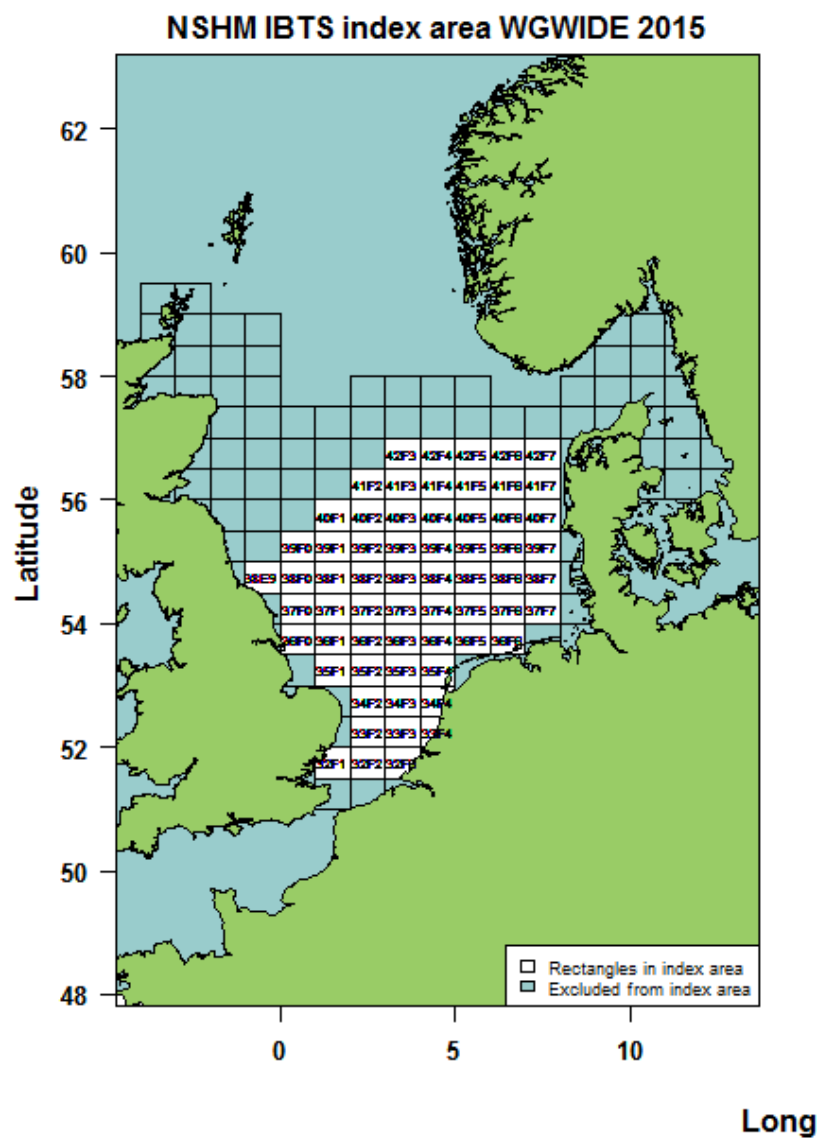 NSHM IBTS index area WGWIDE 2015
62
60
58
42F3 42F4 42F5 42F6 42F7
41F2 41F3 41F4 41F5 41F6 41F7
56
40F1 40F2 40F3 40F4 40F5 40F6 40F7
39F0 39F1 39F2 39F3 39F4 39F5 39F6 39F7
38E9 38F0 38F1 38F2 38F3 38F4 38F5 38F6 38F7
37F0 37F1 37F2 37F3 37F4 37F5 37F6 37F7
54
36F0 36F1 36F2 36F3 36F4 36F5 36F6
35F1 35F2 35F3 35F4
34F2 34F3 34F4
33F2 33F3 33F4
52
32F1 32F2 32F3
50
48
Latitude
Rectangles in index area
Excluded from index area
0 5 10
Long